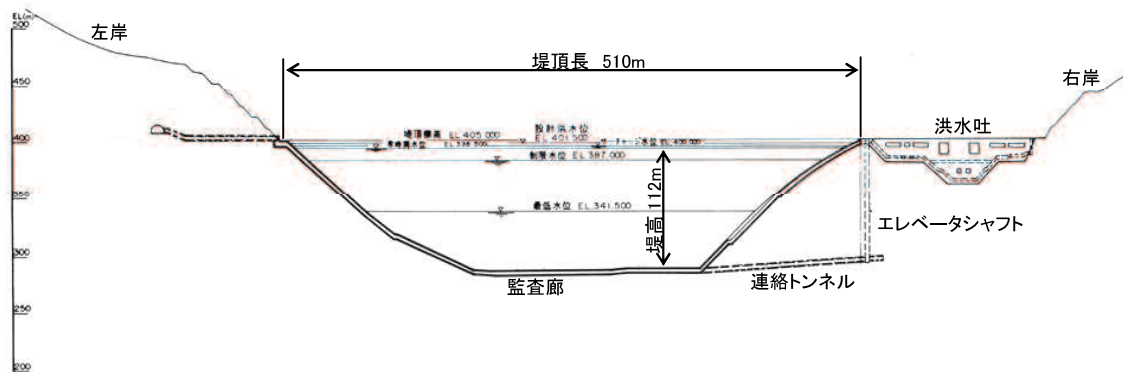 EL(m)
500
左岸
堤頂長 510m
450
右岸
400
堤頂標高 EL 405.000
設計洪水位
EL 401.500
洪水吐
サーチャージ水位 EL 400.000
常時満水位 EL 398.500
制限水位 EL 387.000
350
堤高 112m
最低水位 EL 341.500
エレベータシャフト
300
監査廊
連絡トンネル
250
200